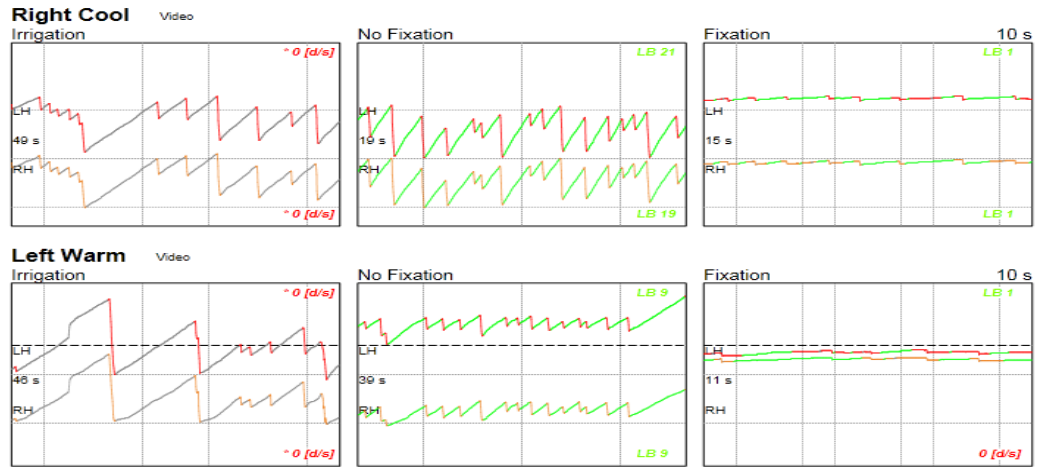 Right Cool Video
Irrigation No Fixation Fixation 10 s
* 0 [d/s] LB 21 LB 1
LH LH LH
49 s 19 s 15 s
RH RH RH
* 0 [d/s] LB 19 LB 1
Left Warm Video
Irrigation No Fixation Fixation 10 s
* 0 [d/s] LB 9 LB 1
LH LH LH
46 s 39 s 11 s
RH RH RH
* 0 [d/s] LB 9 0 [d/s]